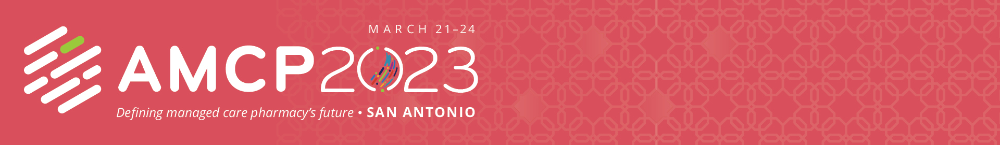 MARCH 21–24
AMCP2023
Defining managed care pharmacy’s future • SAN ANTONIO